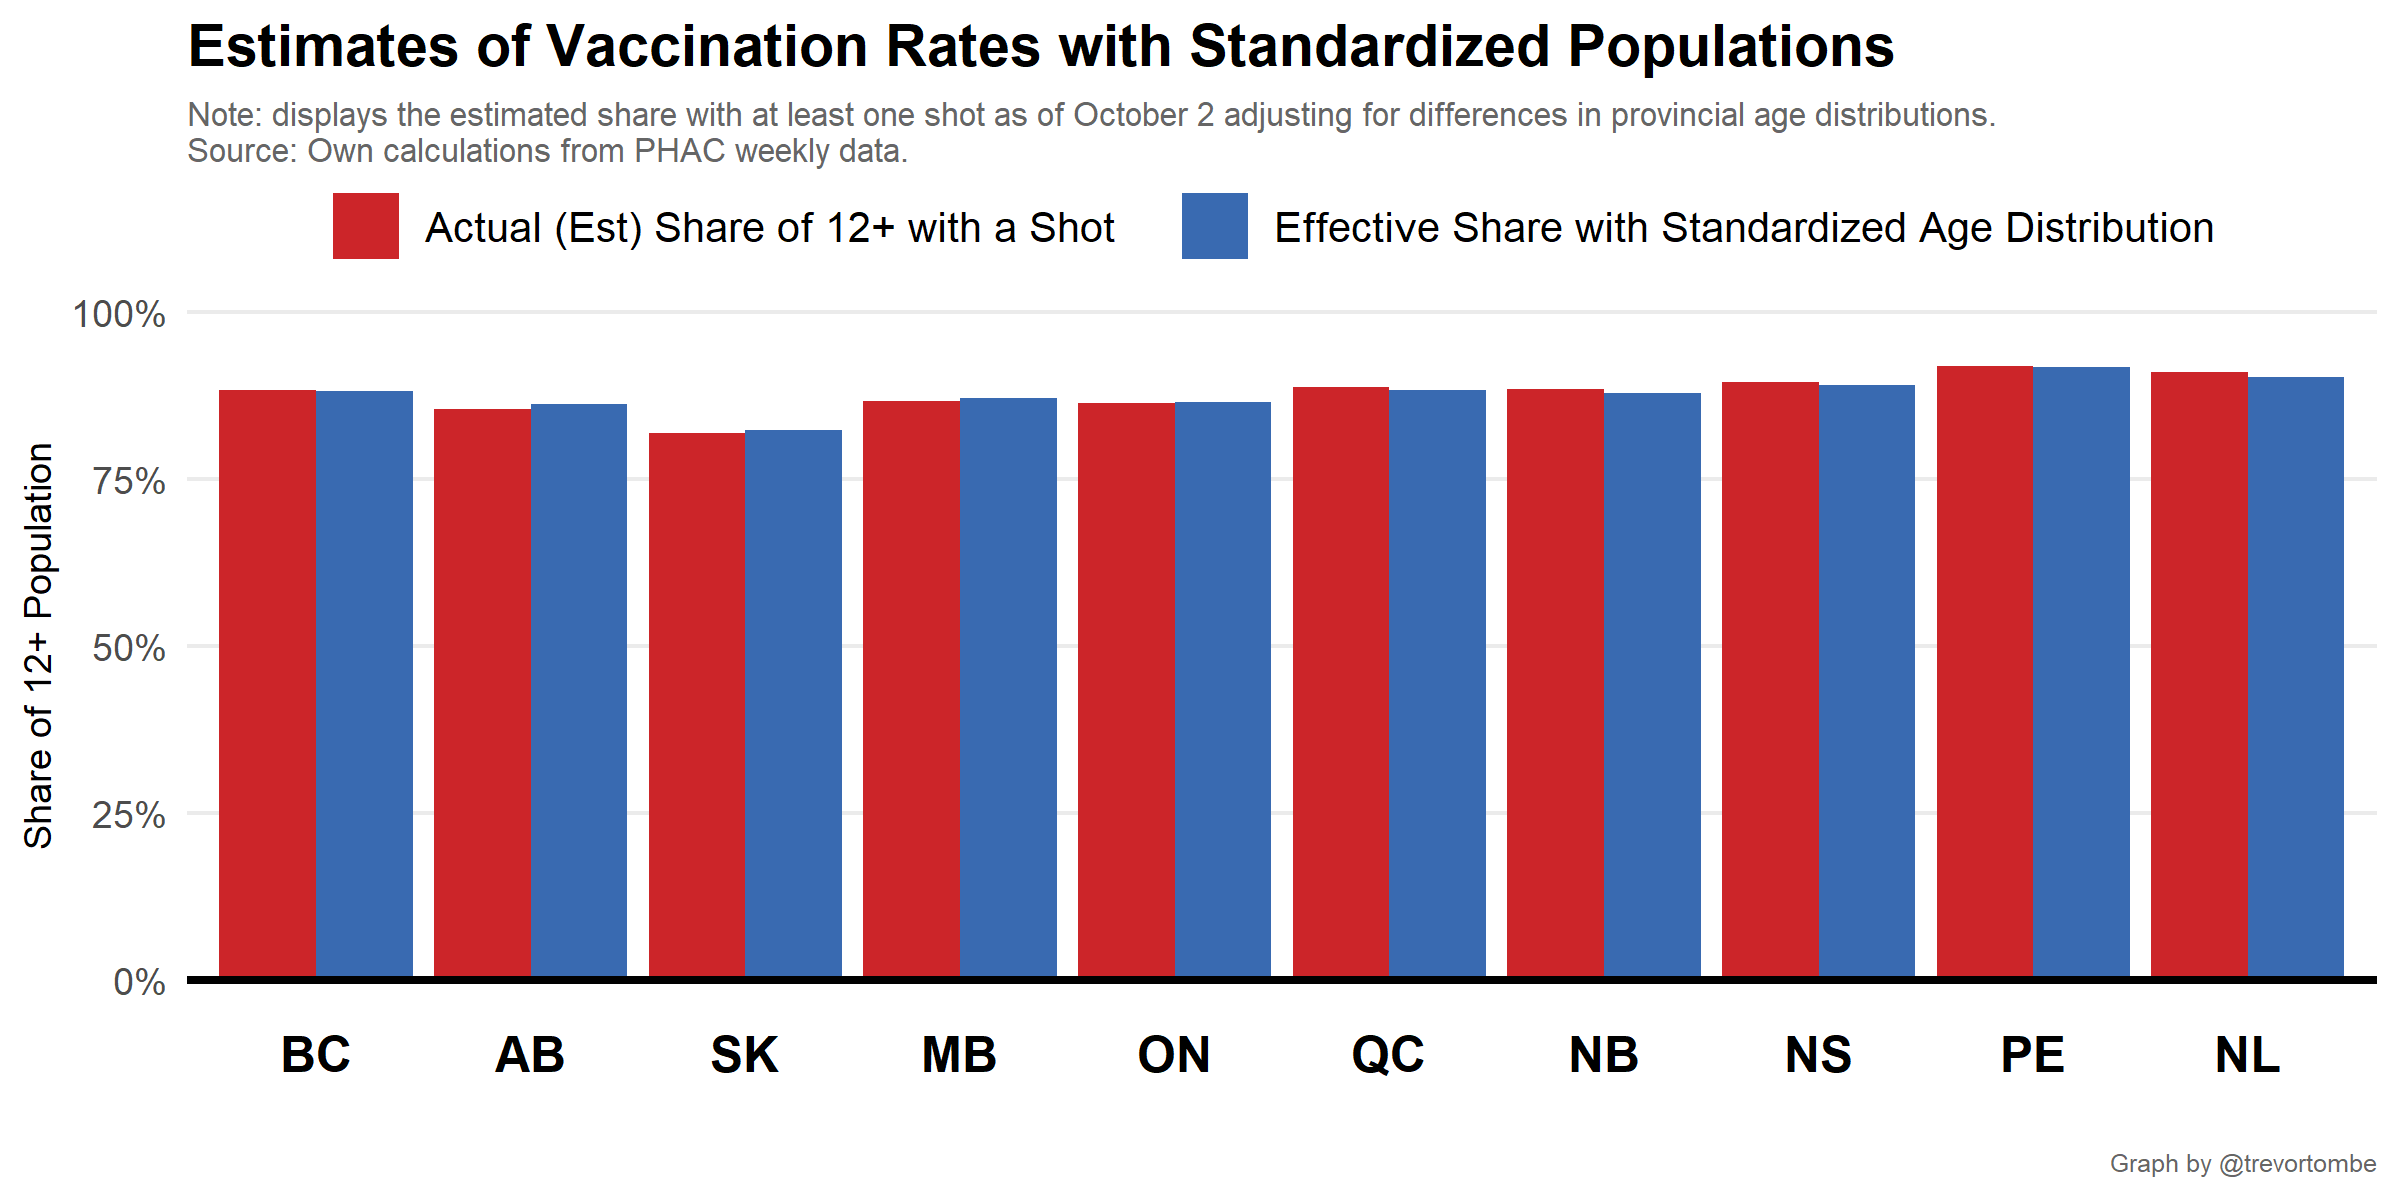 Estimates of Vaccination Rates with Standardized Populations
Note: displays the estimated share with at least one shot as of October 2 adjusting for differences in provincial age distributions.
Source: Own calculations from PHAC weekly data.
Actual (Est) Share of 12+ with a Shot
Effective Share with Standardized Age Distribution
Share of 12+ Population
100%
75%
50%
25%
0%
BC AB SK MB ON QC NB NS PE NL
Graph by @trevortombe